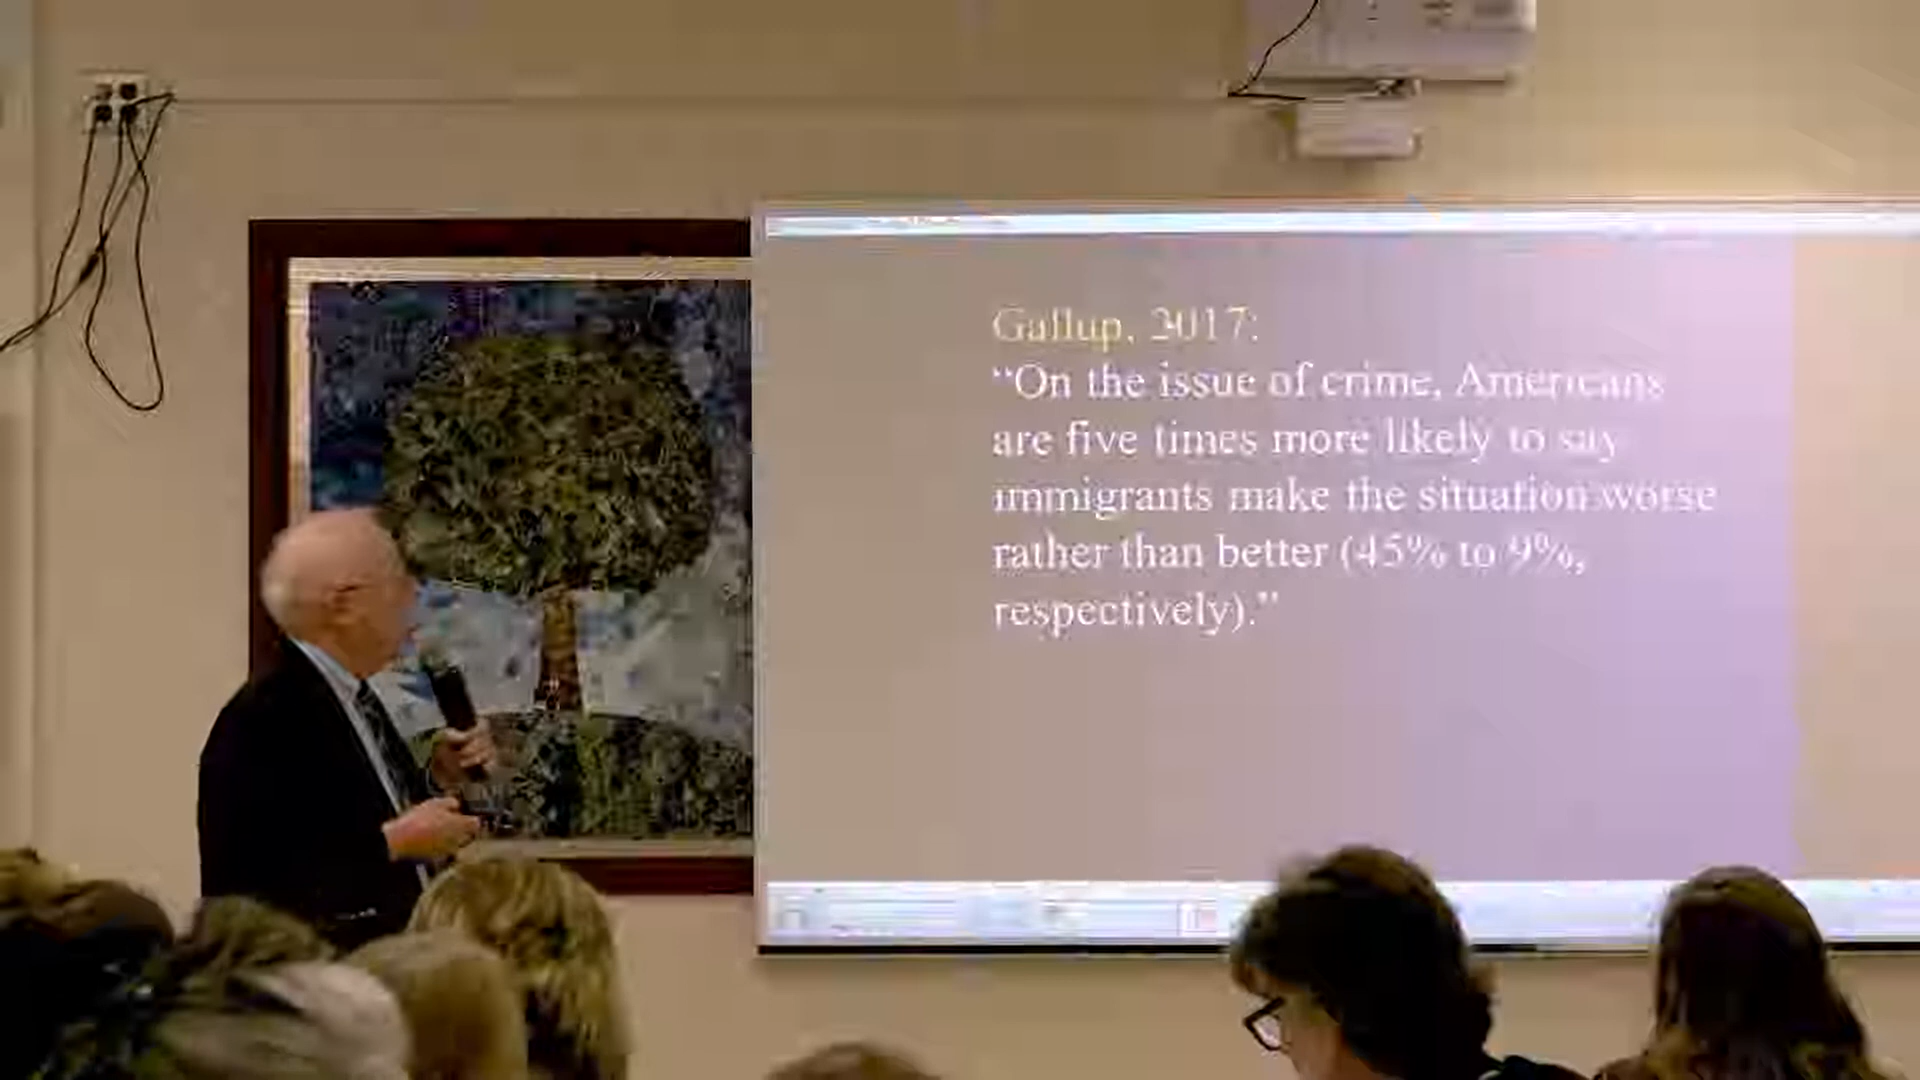 Gallup, 2017:
“On the issue of crime, Americans
are five times more likely to say
immigrants make the situation worse
rather than better (45% to 9%,
respectively).”